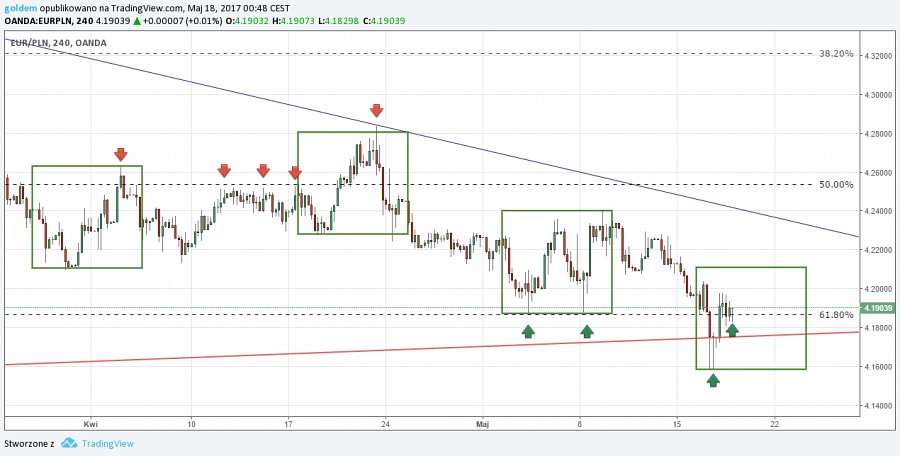 goldem opublikowano na TradingView.com, Maj 18, 2017 00:48 CEST
OANDA:EURPLN, 240 4.19039 ▲ +0.00007 (+0.01%) O:4.19032 H:4.19073 L:4.18298 C:4.19039
EUR/PLN, 240, OANDA
38.20%
4.32000
4.30000
4.28000
4.26000
50.00%
4.24000
4.22000
4.20000
4.19039
61.80%
4.18000
4.16000
4.14000
Kwi 10 17 24 Maj 8 15 22
Stworzone z TradingView